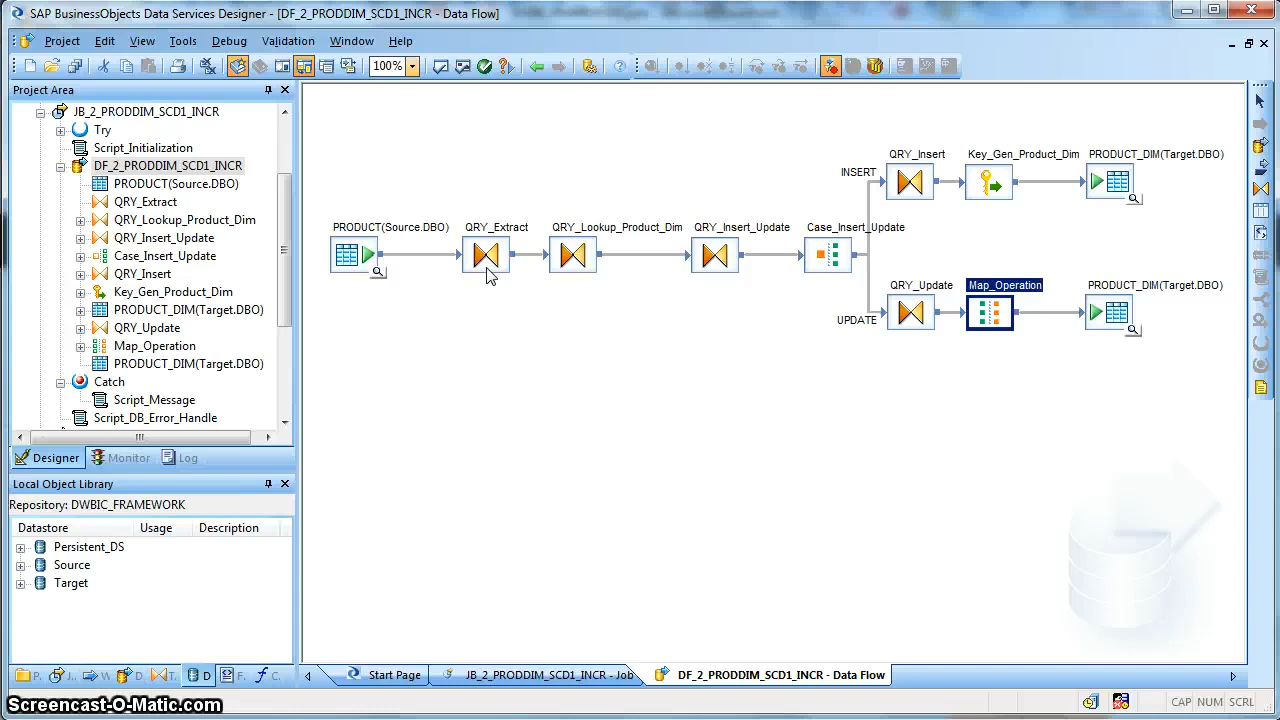 SAP BusinessObjects Data Services Designer - [DF_2_PRODDIM_SCD1_INCR - Data Flow]
Project Edit View Tools Debug Validation Window Help
100%
Project Area
JB_2_PRODDIM_SCD1_INCR
Try
Script_Initialization
DF_2_PRODDIM_SCD1_INCR
PRODUCT(Source.DBO)
QRY_Extract
QRY_Lookup_Product_Dim
QRY_Insert_Update
Case_Insert_Update
QRY_Insert
Key_Gen_Product_Dim
PRODUCT_DIM(Target.DBO)
QRY_Update
Map_Operation
PRODUCT_DIM(Target.DBO)
Catch
Script_Message
Script_DB_Error_Handle
Designer Monitor Log
Local Object Library
Repository: DWBIC_FRAMEWORK
Datastore Usage Description
Persistent_DS
Source
Target
P. J. W D. T. D F. C.
QRY_Insert Key_Gen_Product_Dim PRODUCT_DIM(Target.DBO)
INSERT
PRODUCT(Source.DBO) QRY_Extract QRY_Lookup_Product_Dim QRY_Insert_Update Case_Insert_Update
QRY_Update Map_Operation PRODUCT_DIM(Target.DBO)
UPDATE
Start Page JB_2_PRODDIM_SCD1_INCR - Job DF_2_PRODDIM_SCD1_INCR - Data Flow
CAP NUM SCRL
Screencast-O-Matic.com